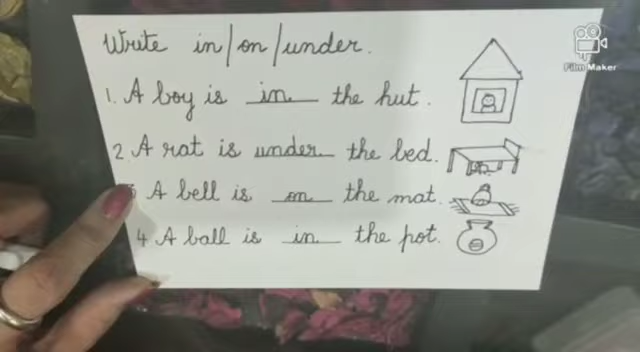 Write in/on/under.
1. A boy is in the hut.
2. A rat is under the bed.
3 A bell is on the mat.
4. A ball is in the pot.
Film Maker